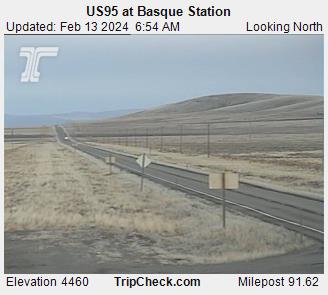 US95 at Basque Station
Updated: Feb 13 2024 6:54 AM Looking North
Elevation 4460 TripCheck.com Milepost 91.62